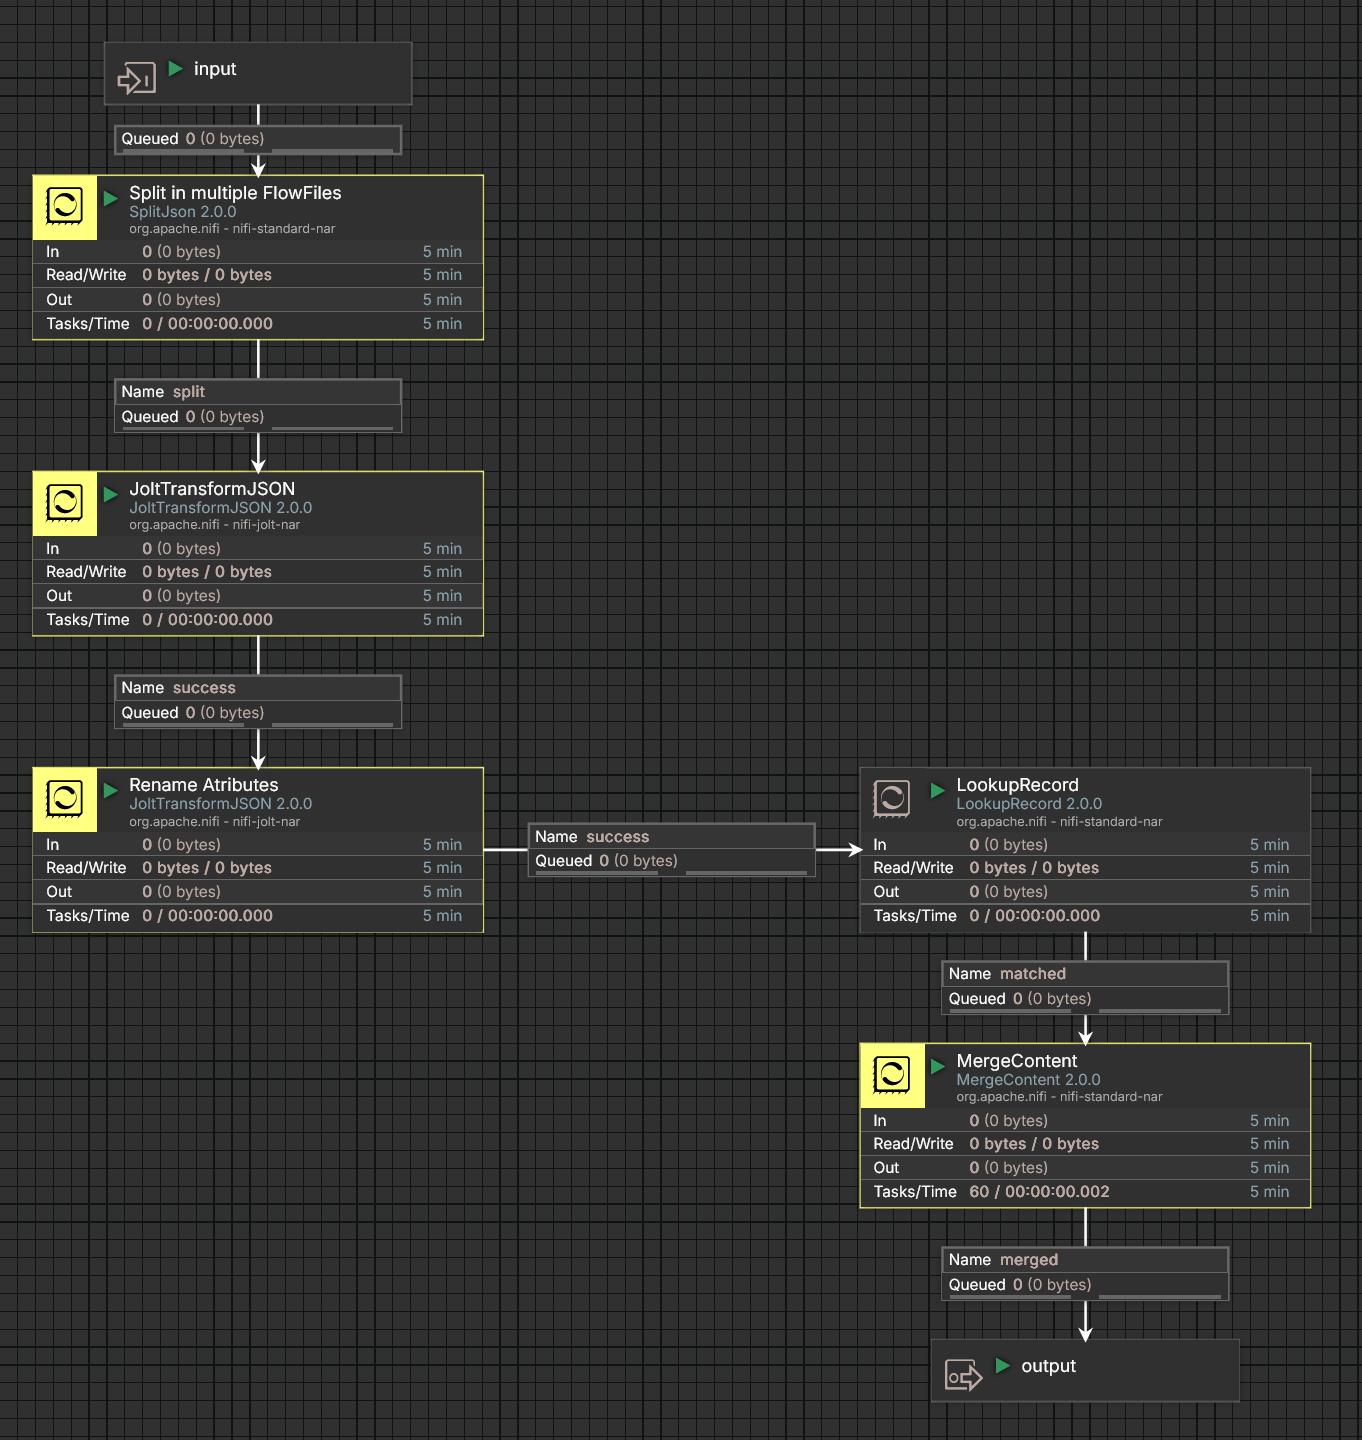 input
Queued 0 (0 bytes)
Split in multiple FlowFiles
SplitJson 2.0.0
org.apache.nifi - nifi-standard-nar
In 0 (0 bytes) 5 min
Read/Write 0 bytes / 0 bytes 5 min
Out 0 (0 bytes) 5 min
Tasks/Time 0 / 00:00:00.000 5 min
Name split
Queued 0 (0 bytes)
JoltTransformJSON
JoltTransformJSON 2.0.0
org.apache.nifi - nifi-jolt-nar
In 0 (0 bytes) 5 min
Read/Write 0 bytes / 0 bytes 5 min
Out 0 (0 bytes) 5 min
Tasks/Time 0 / 00:00:00.000 5 min
Name success
Queued 0 (0 bytes)
Rename Atributes
JoltTransformJSON 2.0.0
org.apache.nifi - nifi-jolt-nar
In 0 (0 bytes) 5 min
Read/Write 0 bytes / 0 bytes 5 min
Out 0 (0 bytes) 5 min
Tasks/Time 0 / 00:00:00.000 5 min
Name success
Queued 0 (0 bytes)
LookupRecord
LookupRecord 2.0.0
org.apache.nifi - nifi-standard-nar
In 0 (0 bytes) 5 min
Read/Write 0 bytes / 0 bytes 5 min
Out 0 (0 bytes) 5 min
Tasks/Time 0 / 00:00:00.000 5 min
Name matched
Queued 0 (0 bytes)
MergeContent
MergeContent 2.0.0
org.apache.nifi - nifi-standard-nar
In 0 (0 bytes) 5 min
Read/Write 0 bytes / 0 bytes 5 min
Out 0 (0 bytes) 5 min
Tasks/Time 60 / 00:00:00.002 5 min
Name merged
Queued 0 (0 bytes)
output